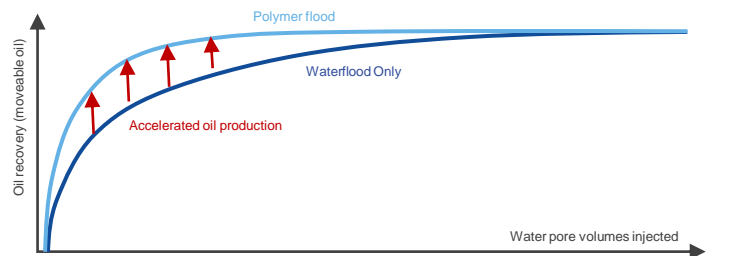 Polymer flood
Waterflood Only
Accelerated oil production
Oil recovery (moveable oil)
Water pore volumes injected